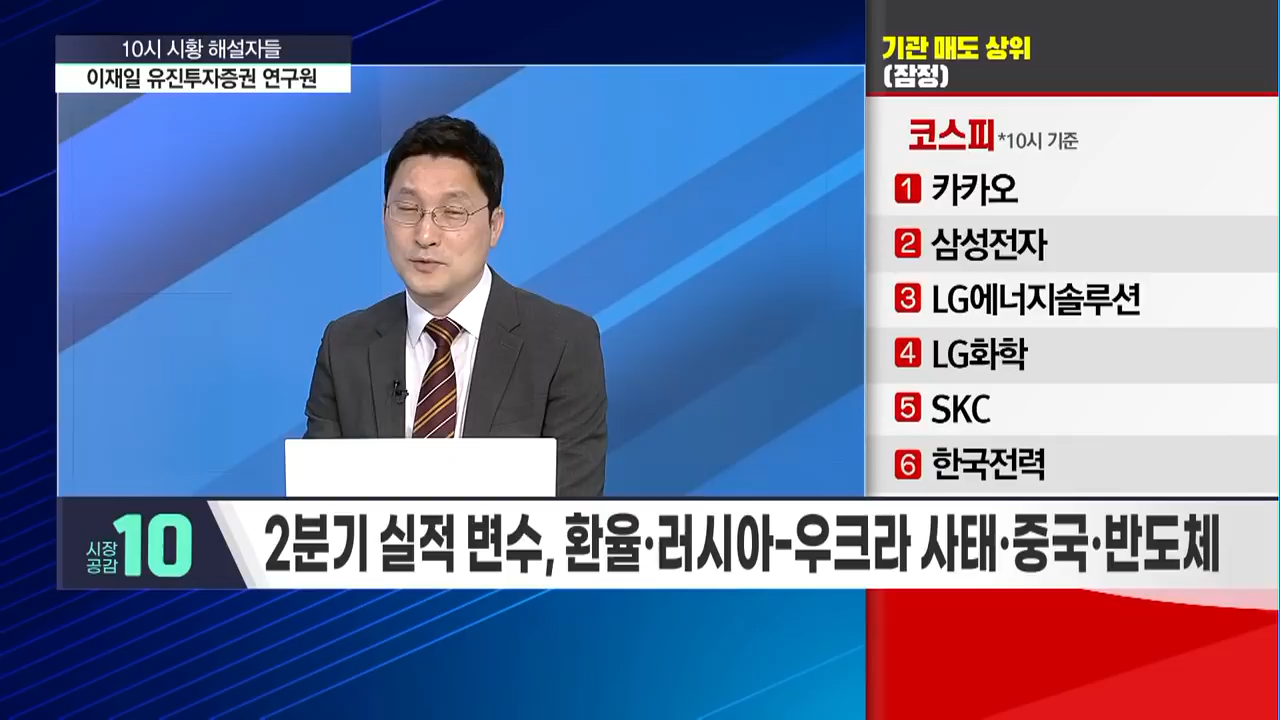 10시 시황 해설자들
이재일 유진투자증권 연구원
기관 매도 상위
(잠정)
코스피 *10시 기준
1 카카오
2 삼성전자
3 LG에너지솔루션
4 LG화학
5 SKC
6 한국전력
시장
공감
10
2분기 실적 변수, 환율·러시아-우크라 사태·중국·반도체